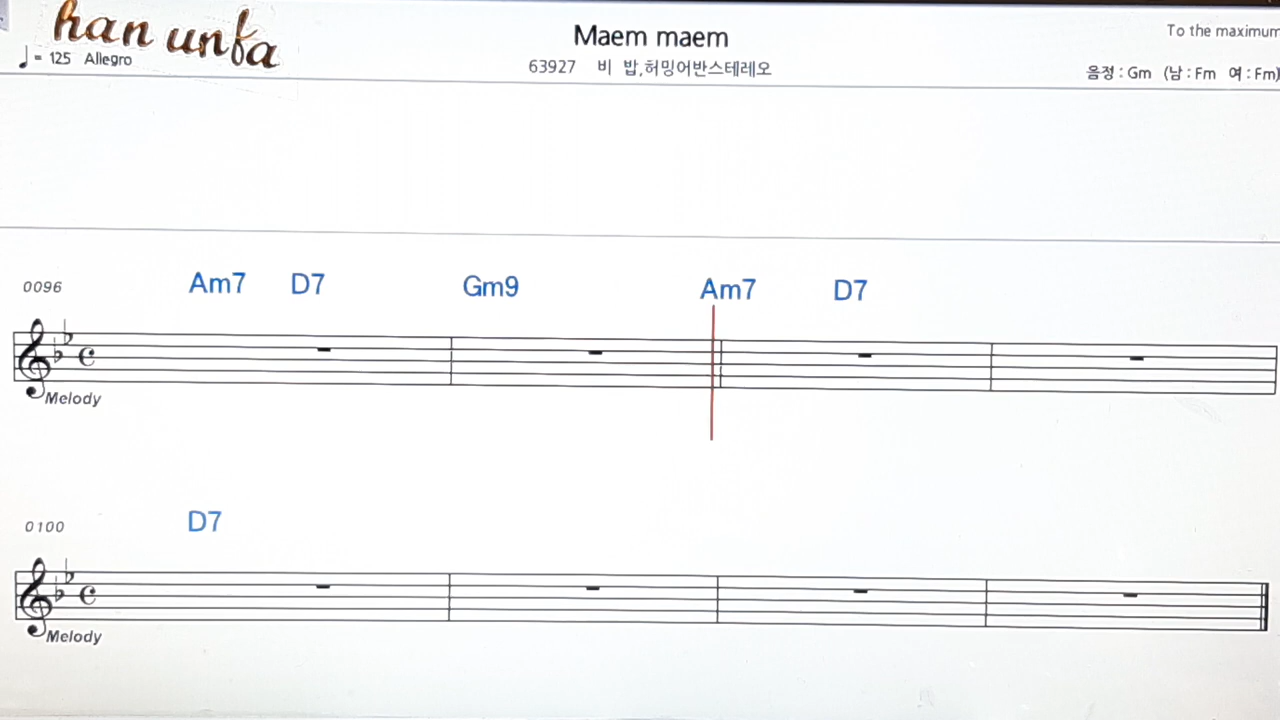 han unfa
Maem maem
To the maximum
♩ = 125 Allegro
63927 비 밥,허밍어반스테레오
음정 : Gm (남 : Fm 여 : Fm)
0096 Am7 D7 Gm9 Am7 D7
Melody
0100 D7
Melody